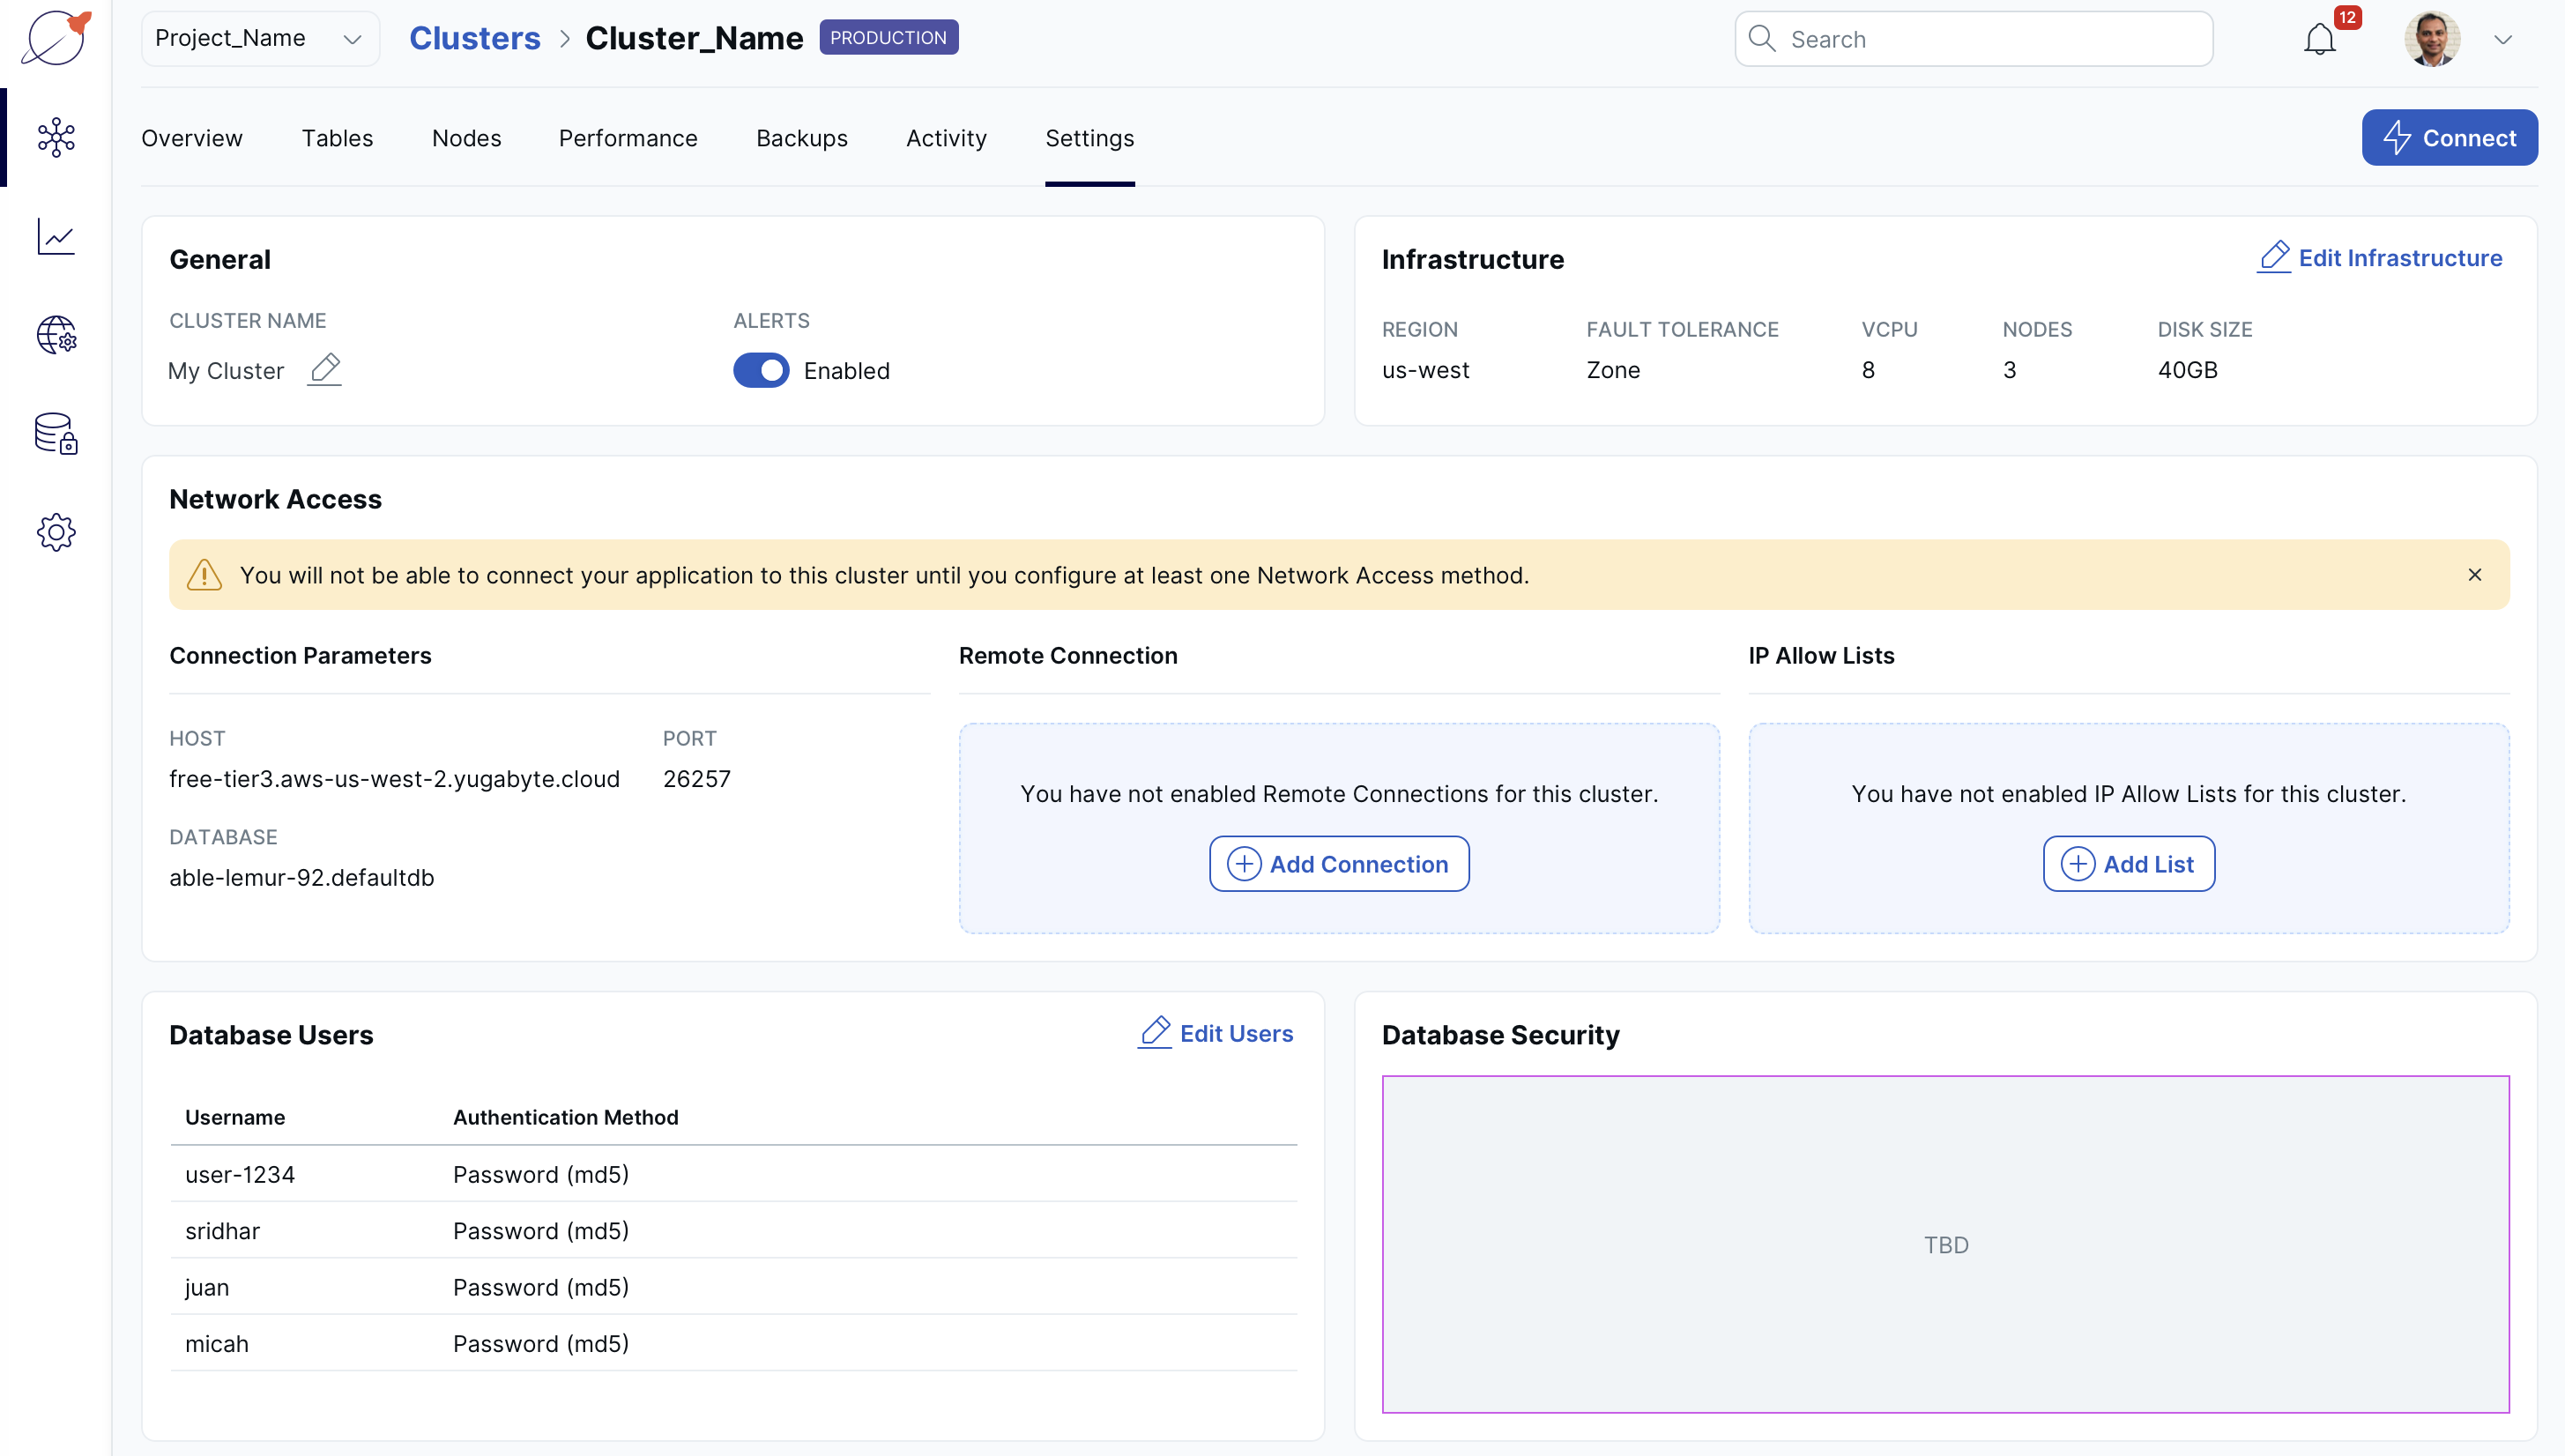 Project_Name
Clusters > Cluster_Name PRODUCTION
Search
12
Overview Tables Nodes Performance Backups Activity Settings
Connect
General
CLUSTER NAME ALERTS
My Cluster Enabled
Infrastructure Edit Infrastructure
REGION FAULT TOLERANCE VCPU NODES DISK SIZE
us-west Zone 8 3 40GB
Network Access
You will not be able to connect your application to this cluster until you configure at least one Network Access method.
Connection Parameters
HOST PORT
free-tier3.aws-us-west-2.yugabyte.cloud 26257
DATABASE
able-lemur-92.defaultdb
Remote Connection
You have not enabled Remote Connections for this cluster.
Add Connection
IP Allow Lists
You have not enabled IP Allow Lists for this cluster.
Add List
Database Users Edit Users
Username Authentication Method
user-1234 Password (md5)
sridhar Password (md5)
juan Password (md5)
micah Password (md5)
Database Security
TBD